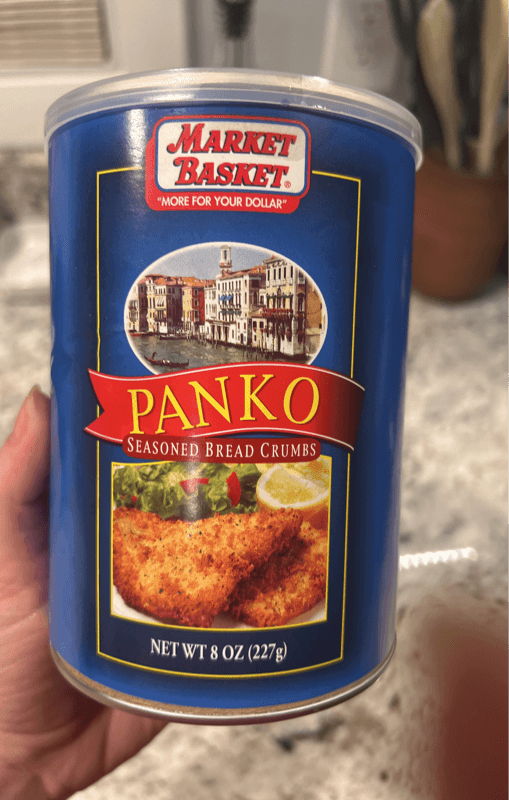 MARKET
BASKET®
"MORE FOR YOUR DOLLAR"
PANKO
SEASONED BREAD CRUMBS
NET WT 8 OZ (227g)